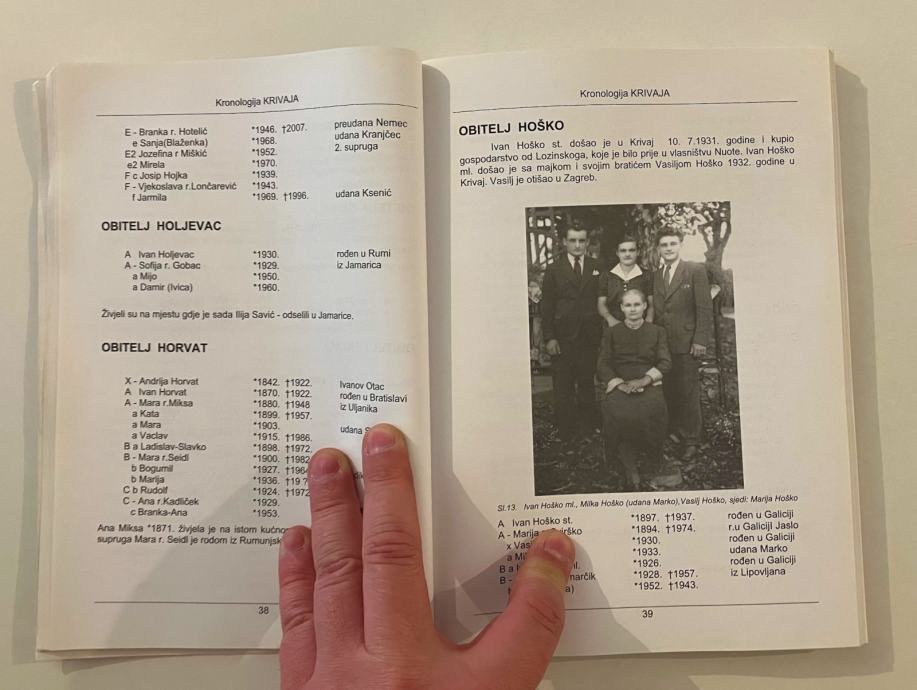 Kronologija KRIVAJA
E - Branka r. Hotelić *1946. †2007. preudana Nemec
e Sanja(Blaženka) *1968. udana Kranjčec
E2 Jozefina r Miškić *1952. 2. supruga
e2 Mirela *1970.
F c Josip Hojka *1939.
F - Vjekoslava r.Lončarević *1943.
f Jarmila *1969. †1996. udana Ksenić
OBITELJ HOLJEVAC
A Ivan Holjevac *1930. rođen u Rumi
A - Sofija r. Gobac *1929. iz Jamarica
a Mijo *1950.
a Damir (Ivica) *1960.
Živjeli su na mjestu gdje je sada Ilija Savić - odselili u Jamarice.
OBITELJ HORVAT
X - Andrija Horvat *1842. †1922. Ivanov Otac
A Ivan Horvat *1870. †1922. rođen u Bratislavi
A - Mara r.Miksa *1880. †1948 iz Uljanika
a Kata *1899. †1957.
a Mara *1903. udana
a Vaclav *1915. †1986.
B a Ladislav-Slavko *1898. †1972.
B - Mara r.Seidl *1900. †1982
b Bogumil *1927.
b Marija *1936.
C b Rudolf *1924. †1972
C - Ana r.Kadliček *1929.
c Branka-Ana *1953.
Ana Miksa *1871. živjela je na istom
supruga Mara r. Seidl je rodom iz
38
Kronologija KRIVAJA
OBITELJ HOŠKO
Ivan Hoško st. došao je u Krivaj 10. 7.1931. godine i kupio
gospodarstvo od Lozinskoga, koje je bilo prije u vlasništvu Nuote. Ivan Hoško
ml. došao je sa majkom i svojim bratićem Vasiljom Hoško 1932. godine u
Krivaj. Vasilj je otišao u Zagreb.
Sl.13. Ivan Hoško ml., Milka Hoško (udana Marko),Vasilj Hoško, sjedi: Marija Hoško
A Ivan Hoško st. *1897. †1937. rođen u Galiciji
A - Marija *1894. †1974. r.u Galiciji Jaslo
x *1930. rođen u Galiciji
a *1933. udana Marko
B a ml. *1926. rođen u Galiciji
B - *1928. †1957. iz Lipovljana
*1952. †1943.
39